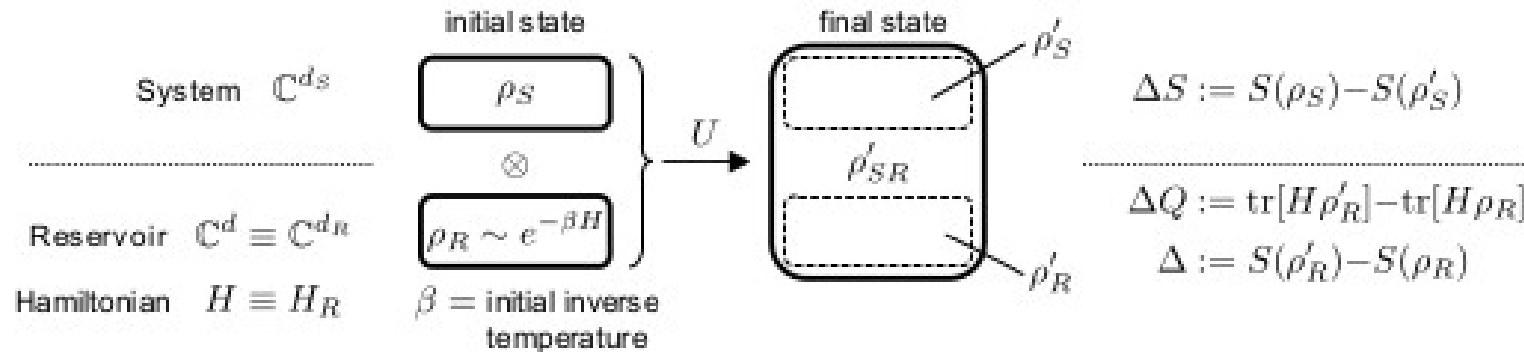 initial state
final state
System ℂ^{d_S}
ρ_S
ρ'_S
ΔS := S(ρ_S)−S(ρ'_S)
⊗
U
ρ'_{SR}
Reservoir ℂ^d ≡ ℂ^{d_R}
ρ_R ∼ e^{−βH}
ΔQ := tr[Hρ'_R]−tr[Hρ_R]
Δ := S(ρ'_R)−S(ρ_R)
ρ'_R
Hamiltonian H ≡ H_R
β = initial inverse
temperature